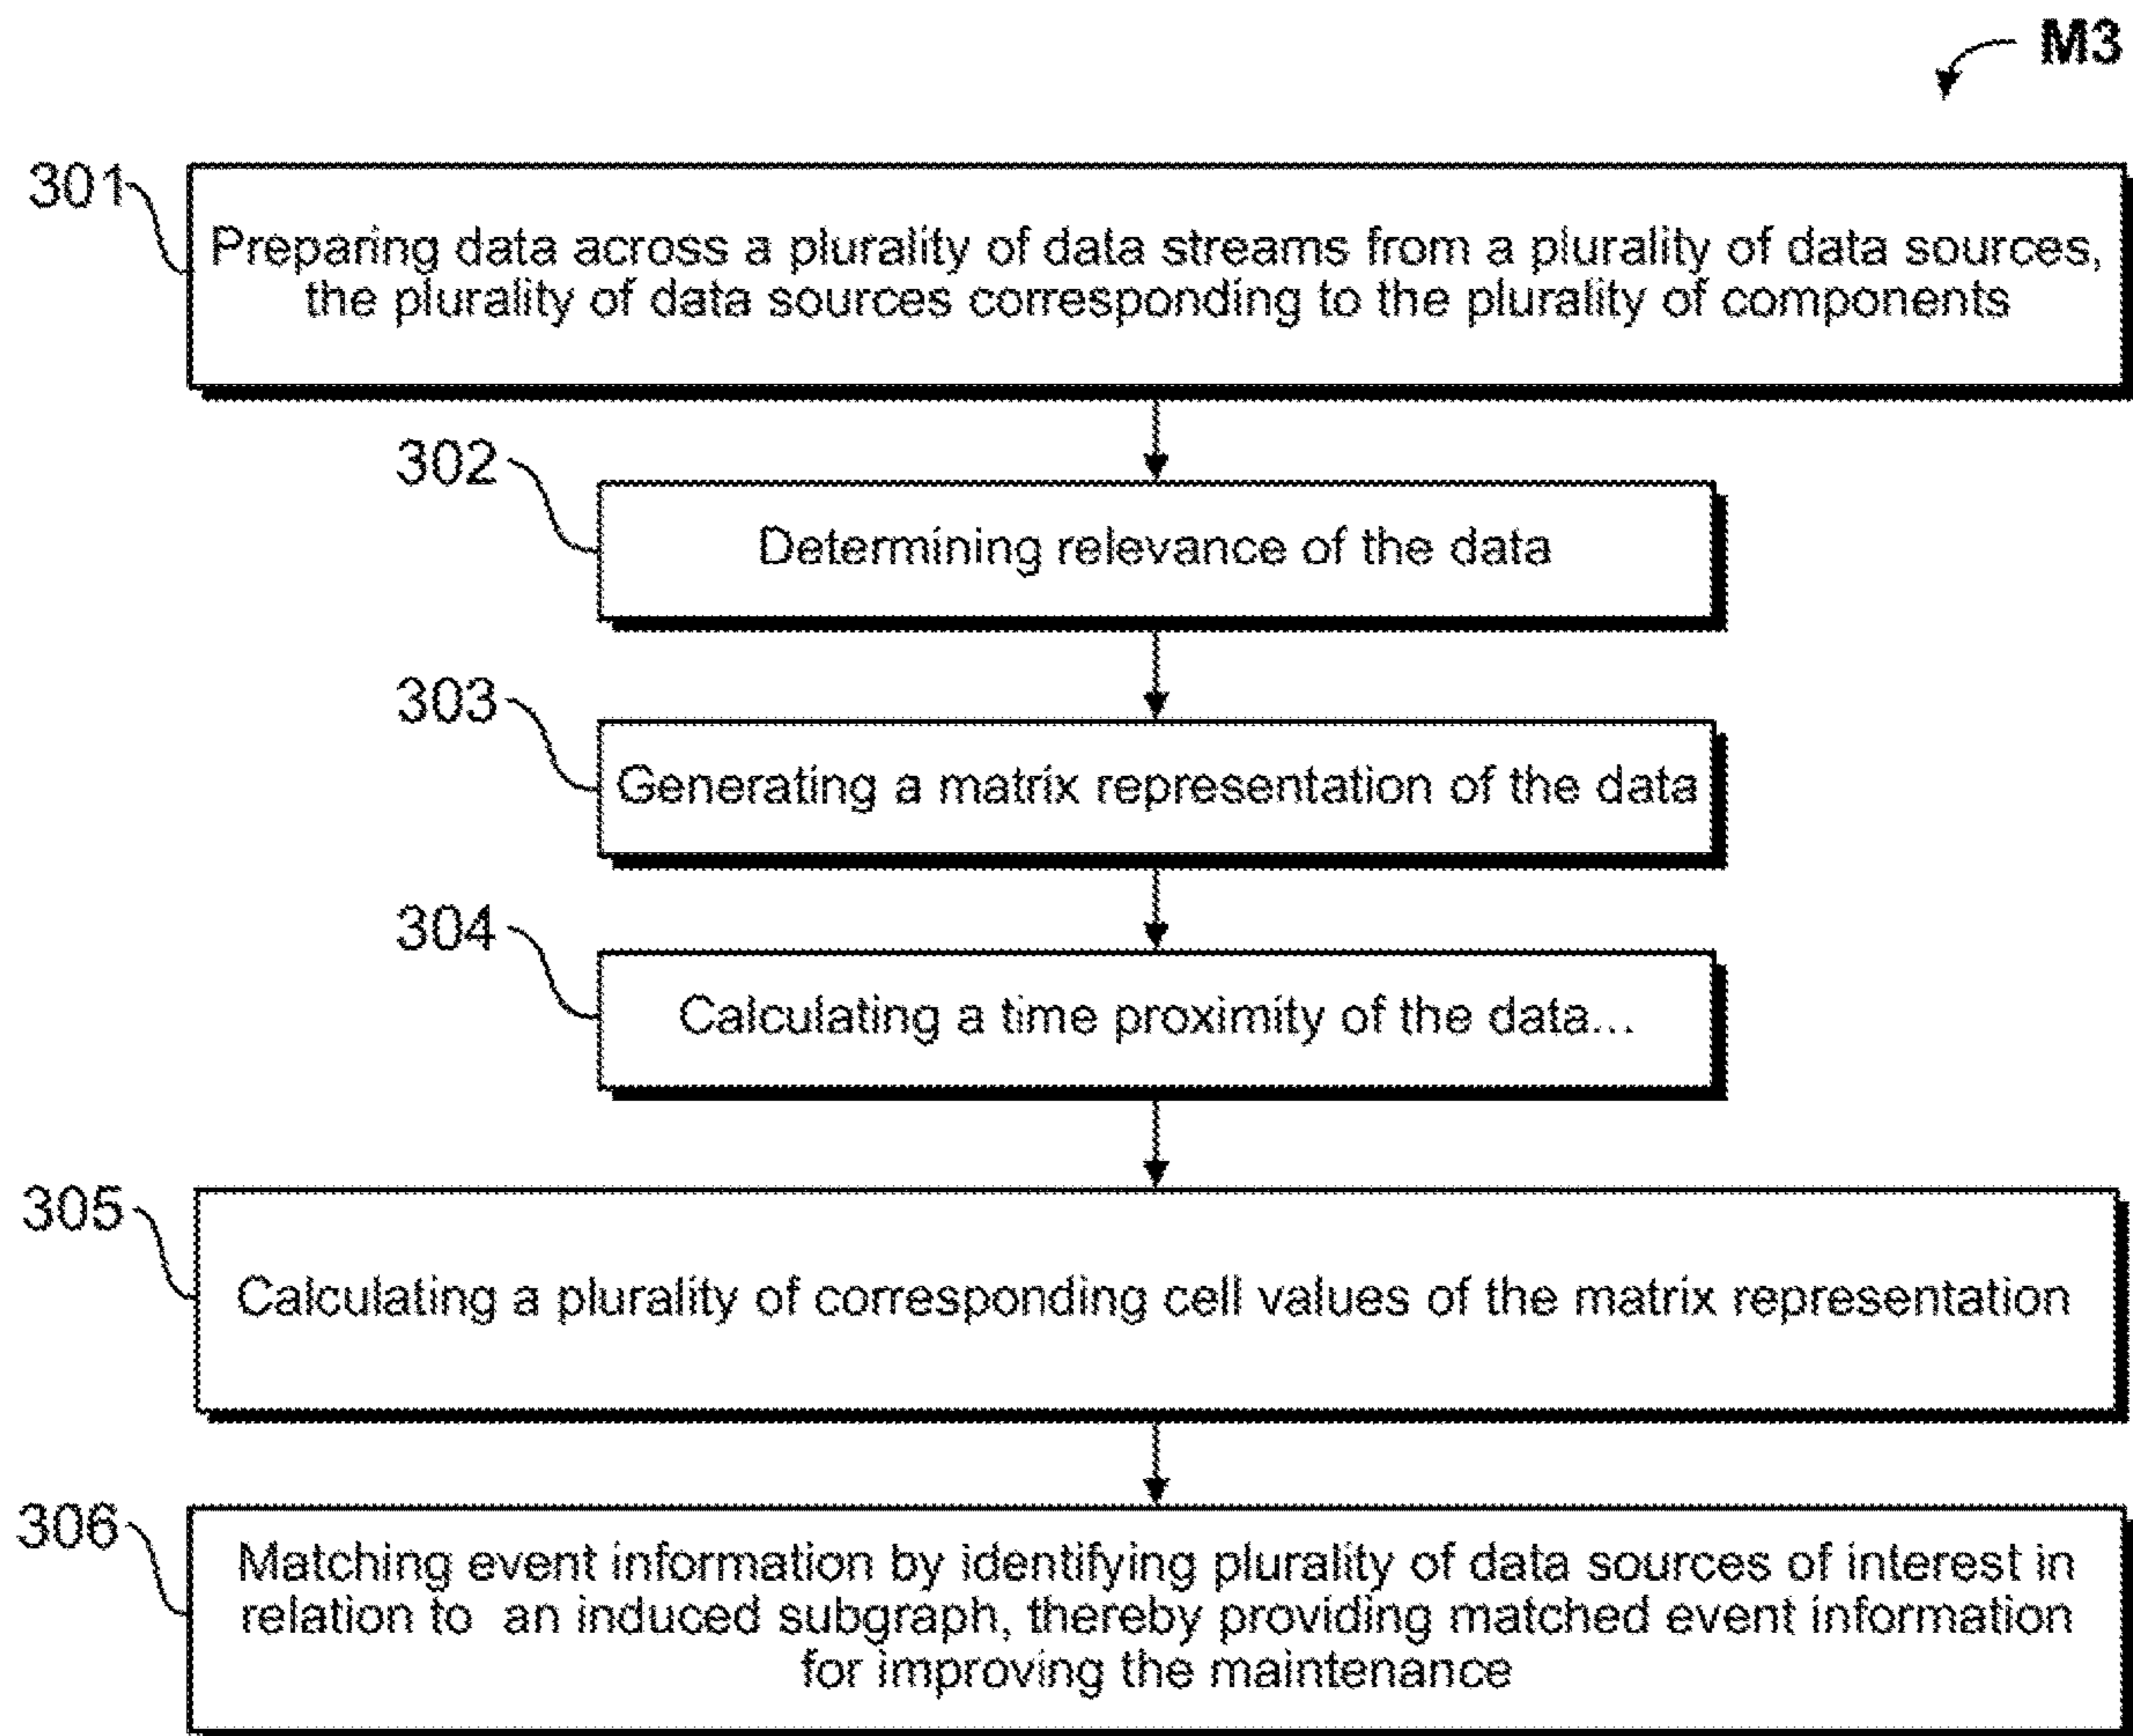 M3
301
Preparing data across a plurality of data streams from a plurality of data sources,
the plurality of data sources corresponding to the plurality of components
302
Determining relevance of the data
303
Generating a matrix representation of the data
304
Calculating a time proximity of the data...
305
Calculating a plurality of corresponding cell values of the matrix representation
306
Matching event information by identifying plurality of data sources of interest in
relation to an induced subgraph, thereby providing matched event information
for improving the maintenance